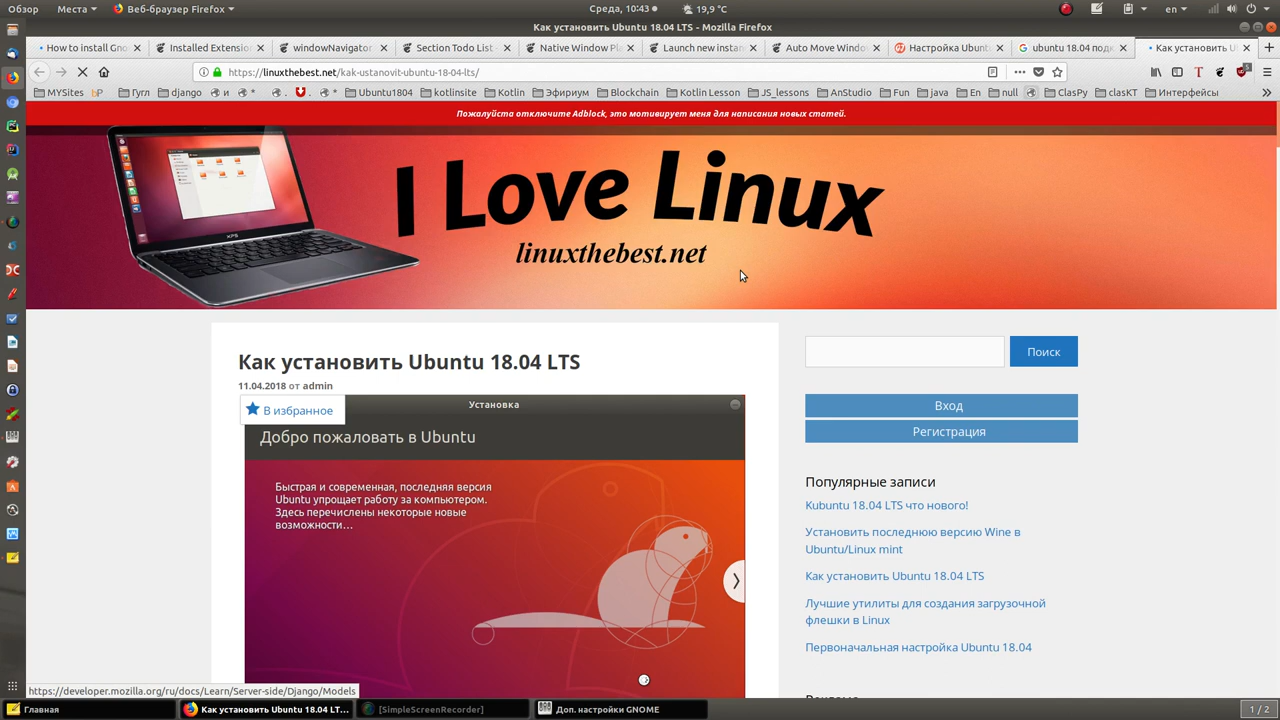 Обзор
Места
Веб-браузер Firefox
Среда, 10:43
19,9 °C
en
Как установить Ubuntu 18.04 LTS - Mozilla Firefox
How to install Gno
Installed Extension
windowNavigator
Section Todo List -
Native Window Pl
Launch new instan
Auto Move Windo
Настройка Ubunt
ubuntu 18.04 под
Как установить U
https://linuxthebest.net/kak-ustanovit-ubuntu-18-04-lts/
MYSites
Гугл
django
и
*
.
.
*
Ubuntu1804
kotlinsite
Kotlin
Эфириум
Blockchain
Kotlin Lesson
JS_lessons
AnStudio
Fun
java
En
null
ClasPy
clasKT
Интерфейсы
Пожалуйста отключите Adblock, это мотивирует меня для написания новых статей.
I Love Linux
linuxthebest.net
XPS
Как установить Ubuntu 18.04 LTS
11.04.2018 от admin
В избранное
Установка
Добро пожаловать в Ubuntu
Быстрая и современная, последняя версия
Ubuntu упрощает работу за компьютером.
Здесь перечислены некоторые новые
возможности…
Поиск
Вход
Регистрация
Популярные записи
Kubuntu 18.04 LTS что нового!
Установить последнюю версию Wine в
Ubuntu/Linux mint
Как установить Ubuntu 18.04 LTS
Лучшие утилиты для создания загрузочной
флешки в Linux
Первоначальная настройка Ubuntu 18.04
https://developer.mozilla.org/ru/docs/Learn/Server-side/Django/Models
Главная
Как установить Ubuntu 18.04 LT...
[SimpleScreenRecorder]
Доп. настройки GNOME
1 / 2